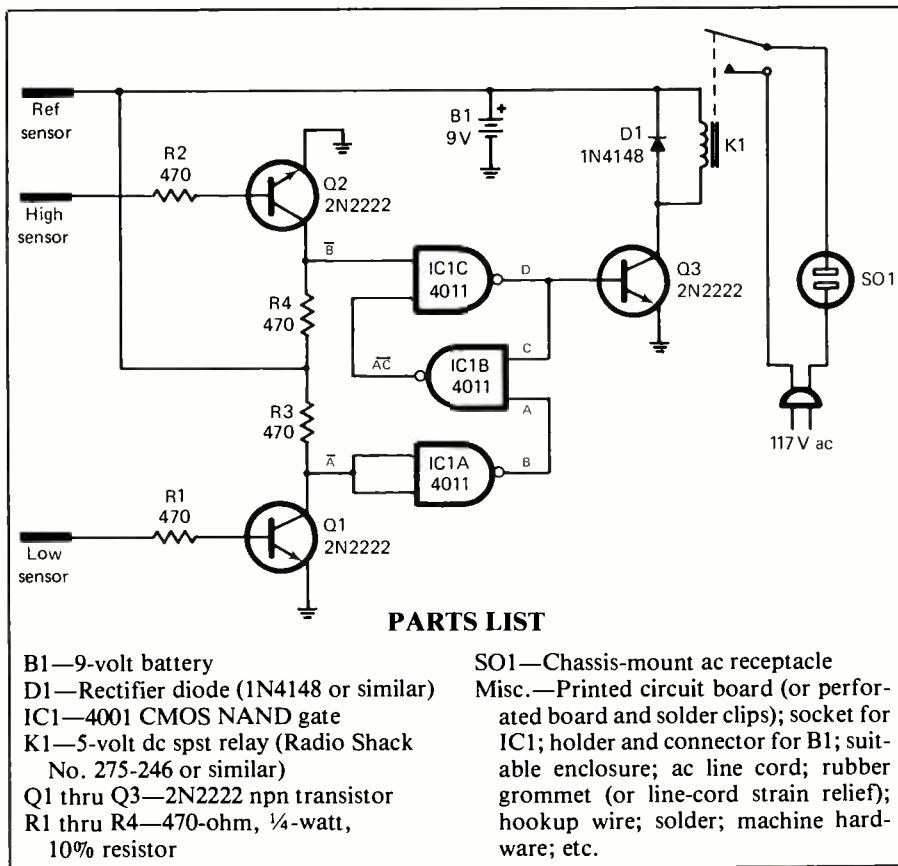 Ref
sensor
B1
9V
+
D1
1N4148
K1
R2
470
Q2
2N2222
High
sensor
B̅
IC1C
4011
D
Q3
2N2222
SO1
R4
470
A̅C̅
IC1B
4011
C
A
R3
470
117 V ac
A̅
IC1A
4011
B
R1
470
Q1
2N2222
Low
sensor
PARTS LIST
B1—9-volt battery
D1—Rectifier diode (1N4148 or similar)
IC1—4001 CMOS NAND gate
K1—5-volt dc spst relay (Radio Shack
No. 275-246 or similar)
Q1 thru Q3—2N2222 npn transistor
R1 thru R4—470-ohm, ¼-watt,
10% resistor
SO1—Chassis-mount ac receptacle
Misc.—Printed circuit board (or perfor-
ated board and solder clips); socket for
IC1; holder and connector for B1; suit-
able enclosure; ac line cord; rubber
grommet (or line-cord strain relief);
hookup wire; solder; machine hard-
ware; etc.